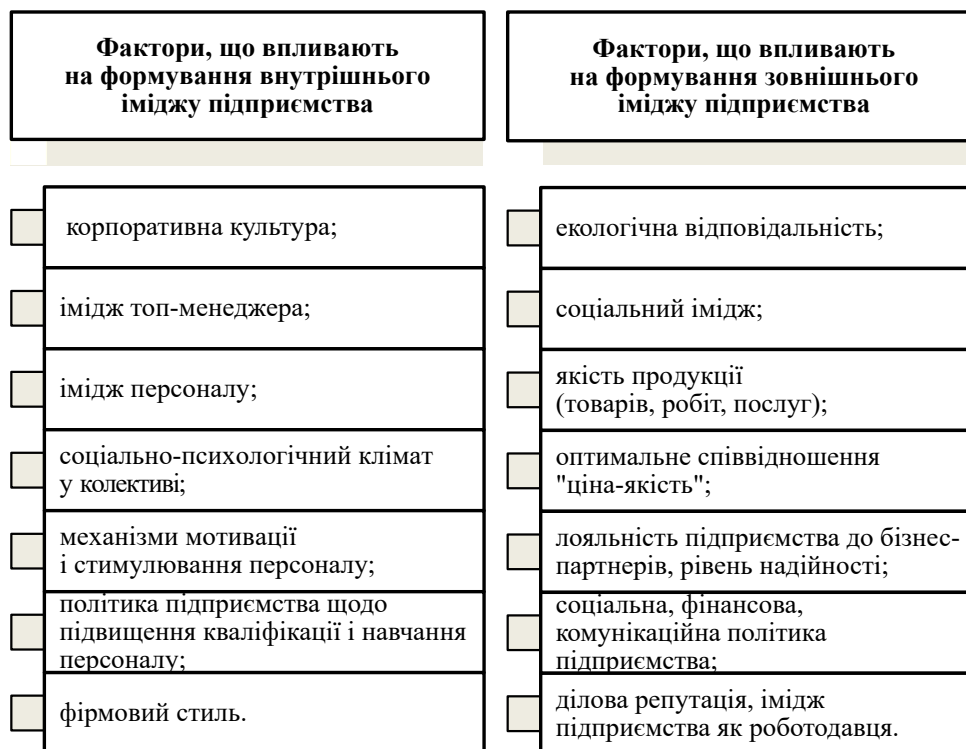 Фактори, що впливають
на формування внутрішнього
іміджу підприємства
корпоративна культура;
імідж топ-менеджера;
імідж персоналу;
соціально-психологічний клімат
у колективі;
механізми мотивації
і стимулювання персоналу;
політика підприємства щодо
підвищення кваліфікації і навчання
персоналу;
фірмовий стиль.
Фактори, що впливають
на формування зовнішнього
іміджу підприємства
екологічна відповідальність;
соціальний імідж;
якість продукції
(товарів, робіт, послуг);
оптимальне співвідношення
"ціна-якість";
лояльність підприємства до бізнес-
партнерів, рівень надійності;
соціальна, фінансова,
комунікаційна політика
підприємства;
ділова репутація, імідж
підприємства як роботодавця.